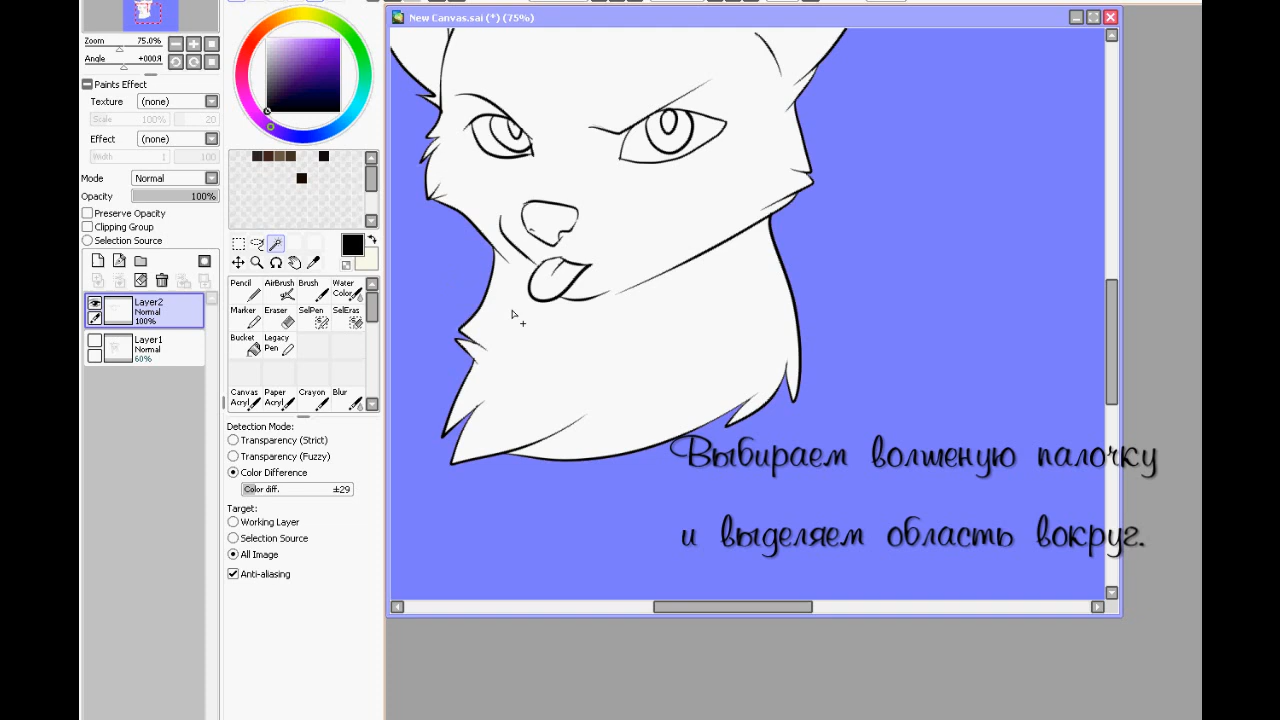 New Canvas.sai (*) (75%)
Zoom 75.0%
Angle +000Я
Paints Effect
Texture (none)
Scale 100% 20
Effect (none)
Width 1 100
Mode Normal
Opacity 100%
Preserve Opacity
Clipping Group
Selection Source
Layer2
Normal
100%
Layer1
Normal
60%
Pencil AirBrush Brush Water Color
Marker Eraser SelPen SelEras
Bucket Legacy Pen
Canvas Acryl Paper Acryl Crayon Blur
Detection Mode:
Transparency (Strict)
Transparency (Fuzzy)
Color Difference
Color diff. ±29
Target:
Working Layer
Selection Source
All Image
Anti-aliasing
Выбираем волшеную палочку
и выделяем область вокруг.